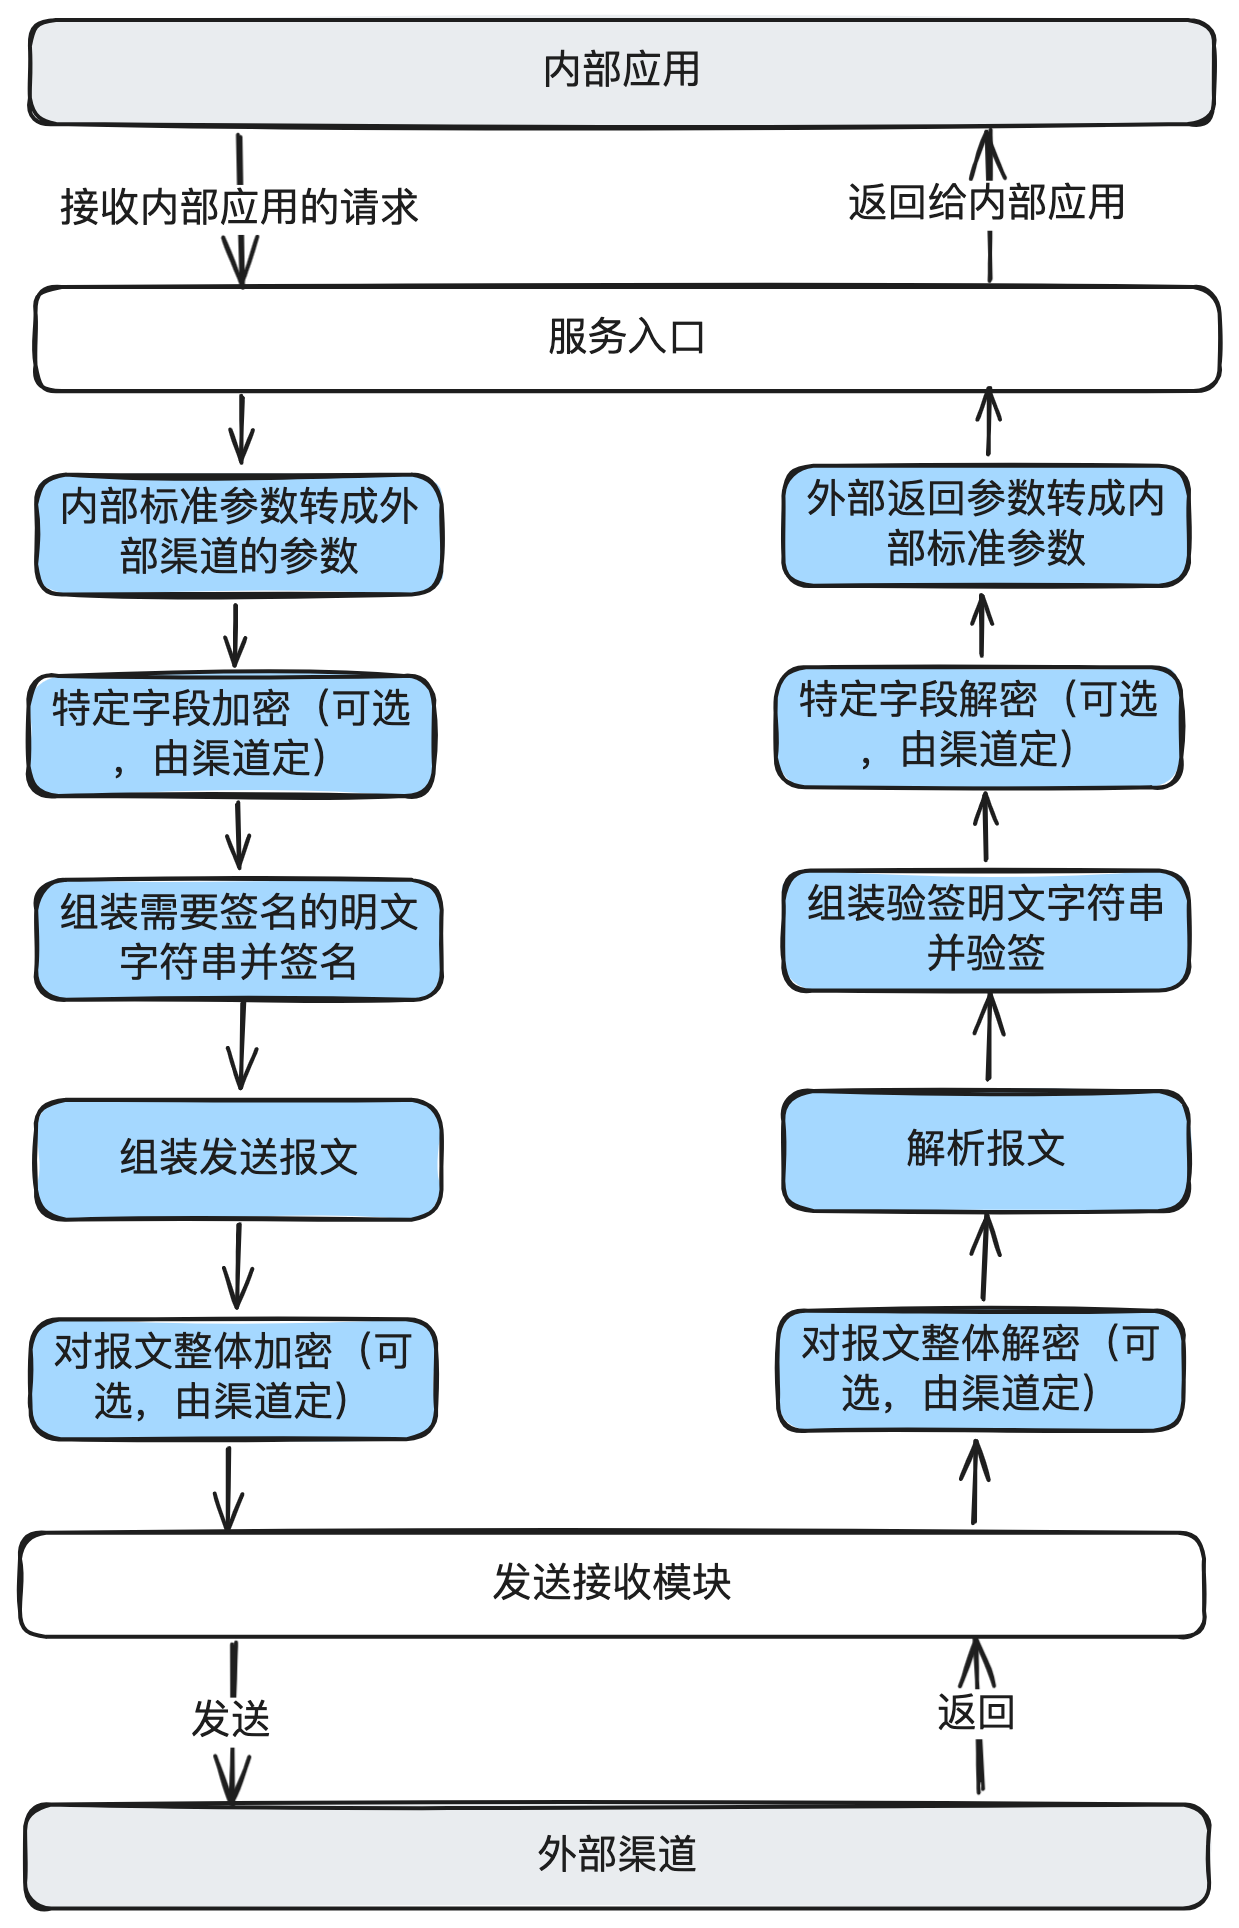 内部应用
接收内部应用的请求
返回给内部应用
服务入口
内部标准参数转成外
部渠道的参数
特定字段加密（可选
，由渠道定）
组装需要签名的明文
字符串并签名
组装发送报文
对报文整体加密（可
选，由渠道定）
外部返回参数转成内
部标准参数
特定字段解密（可选
，由渠道定）
组装验签明文字符串
并验签
解析报文
对报文整体解密（可
选，由渠道定）
发送接收模块
发送
返回
外部渠道